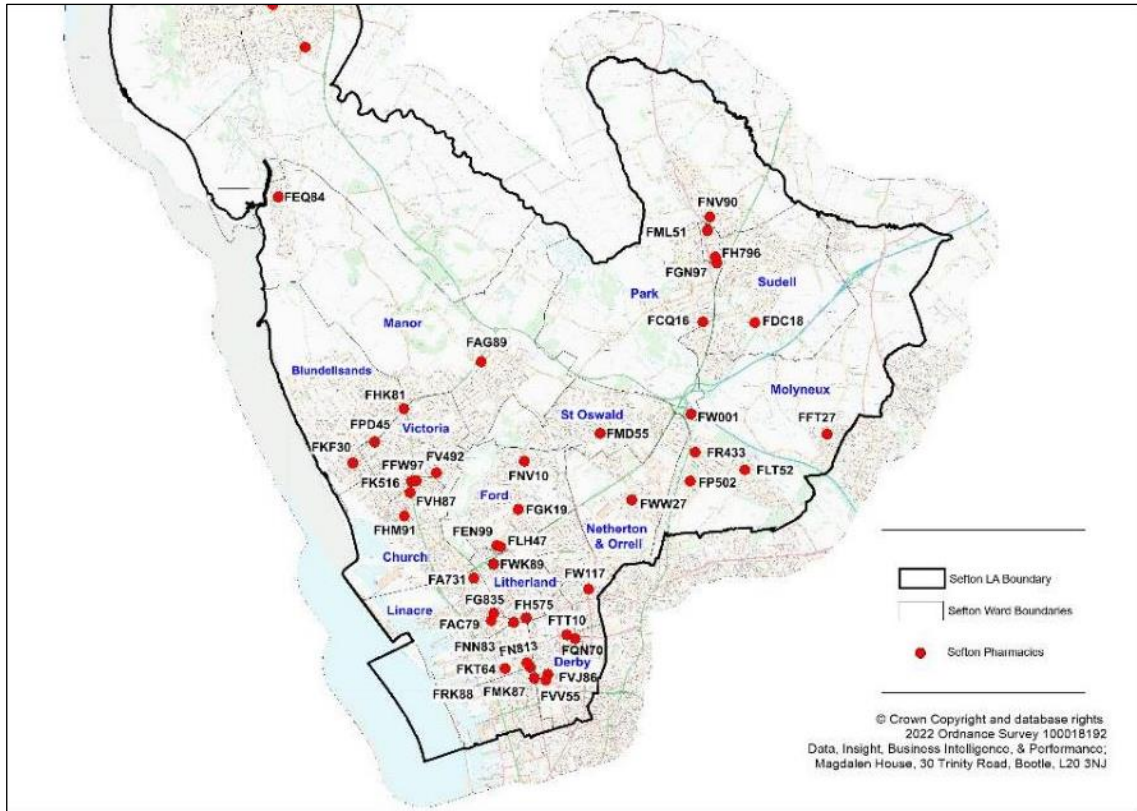 FEQ84
FNV90
FML51
FH796
FGN97
Sudell
Park
FCQ16
FDC18
Manor
FAG89
Blundellsands
FHK81
Molyneux
St Oswald
FW001
FPD45
Victoria
FMD55
FFT27
FKF30
FFW97
FV492
FNV10
FR433
FLT52
FK516
FP502
FVH87
Ford
FWW27
FGK19
FHM91
Netherton
& Orrell
FEN99
FLH47
Church
FWK89
FA731
Litherland
FW117
Linacre
FG835
FH575
FAC79
FTT10
FNN83
FN813
FQN70
FKT64
Derby
FVJ86
FRK88
FMK87
FVV55
Sefton LA Boundary
Sefton Ward Boundaries
Sefton Pharmacies
© Crown Copyright and database rights
2022 Ordnance Survey 100018192
Data, Insight, Business Intelligence, & Performance;
Magdalen House, 30 Trinity Road, Bootle, L20 3NJ